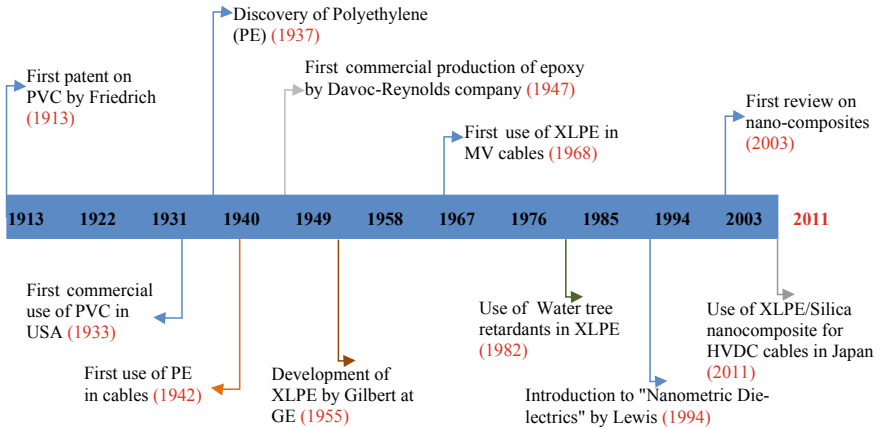 Discovery of Polyethylene
(PE) (1937)
First patent on
PVC by Friedrich
(1913)
First commercial production of epoxy
by Davoc-Reynolds company (1947)
First use of XLPE in
MV cables (1968)
First review on
nano-composites
(2003)
1913 1922 1931 1940 1949 1958 1967 1976 1985 1994 2003 2011
First commercial
use of PVC in
USA (1933)
First use of PE
in cables (1942)
Development of
XLPE by Gilbert at
GE (1955)
Use of Water tree
retardants in XLPE
(1982)
Introduction to "Nanometric Die-
lectrics" by Lewis (1994)
Use of XLPE/Silica
nanocomposite for
HVDC cables in Japan
(2011)